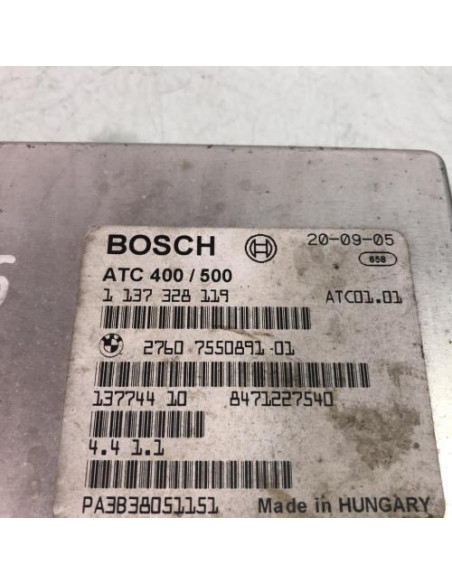 BOSCH 20-09-05
ATC 400 / 500 658
1 137 328 119 ATC01.01
2760 7550891-01
137744 10 8471227540
4.4 1.1
PA3B38051151 Made in HUNGARY